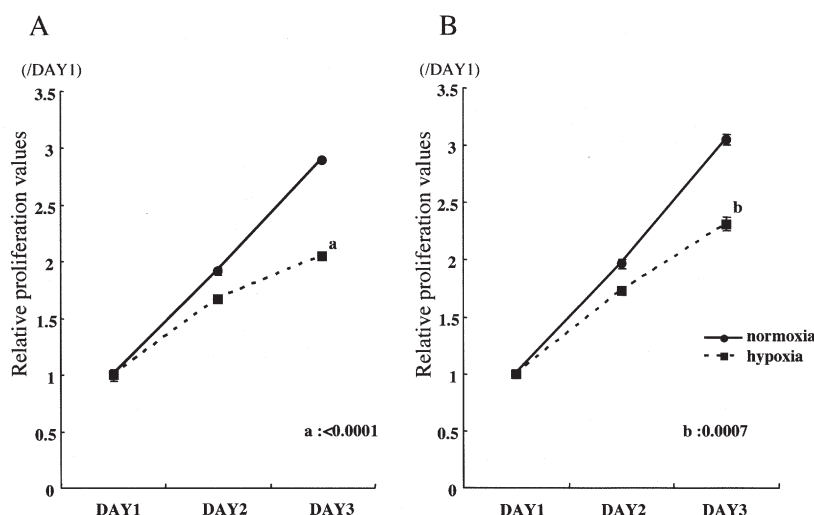 A
(/DAY1)
Relative proliferation values
3.5
3
2.5
2
1.5
1
0.5
0
a
a :<0.0001
DAY1 DAY2 DAY3
B
(/DAY1)
Relative proliferation values
3.5
3
2.5
2
1.5
1
0.5
0
b
normoxia
hypoxia
b :0.0007
DAY1 DAY2 DAY3